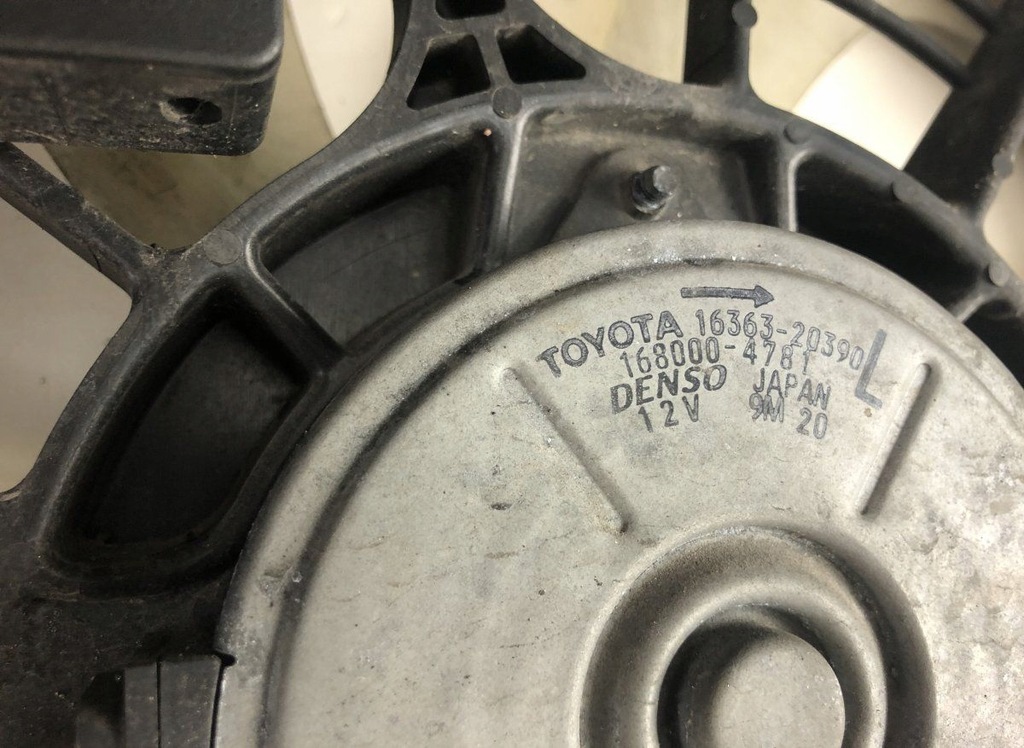 TOYOTA 16363-20390
168000-4781 L
DENSO JAPAN
12V 9M 20